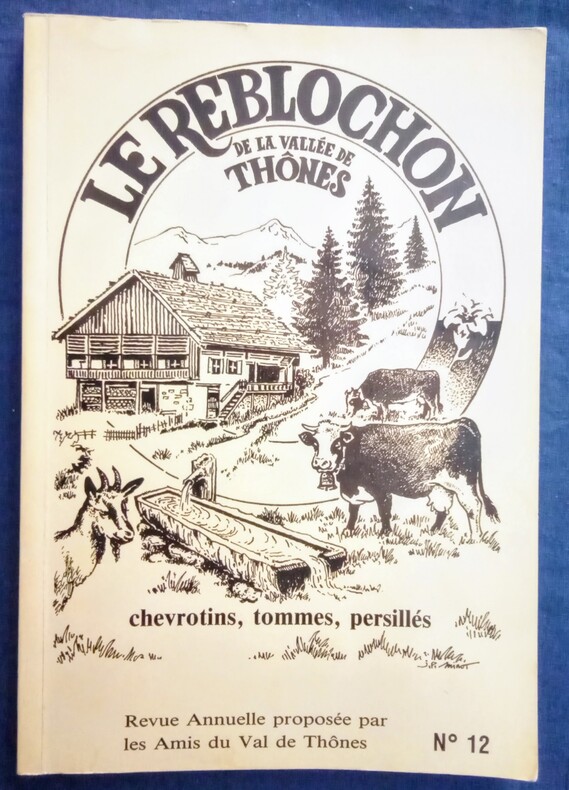 LE REBLOCHON
DE LA VALLÉE DE
THÔNES
chevrotins, tommes, persillés
Revue Annuelle proposée par
les Amis du Val de Thônes
N° 12